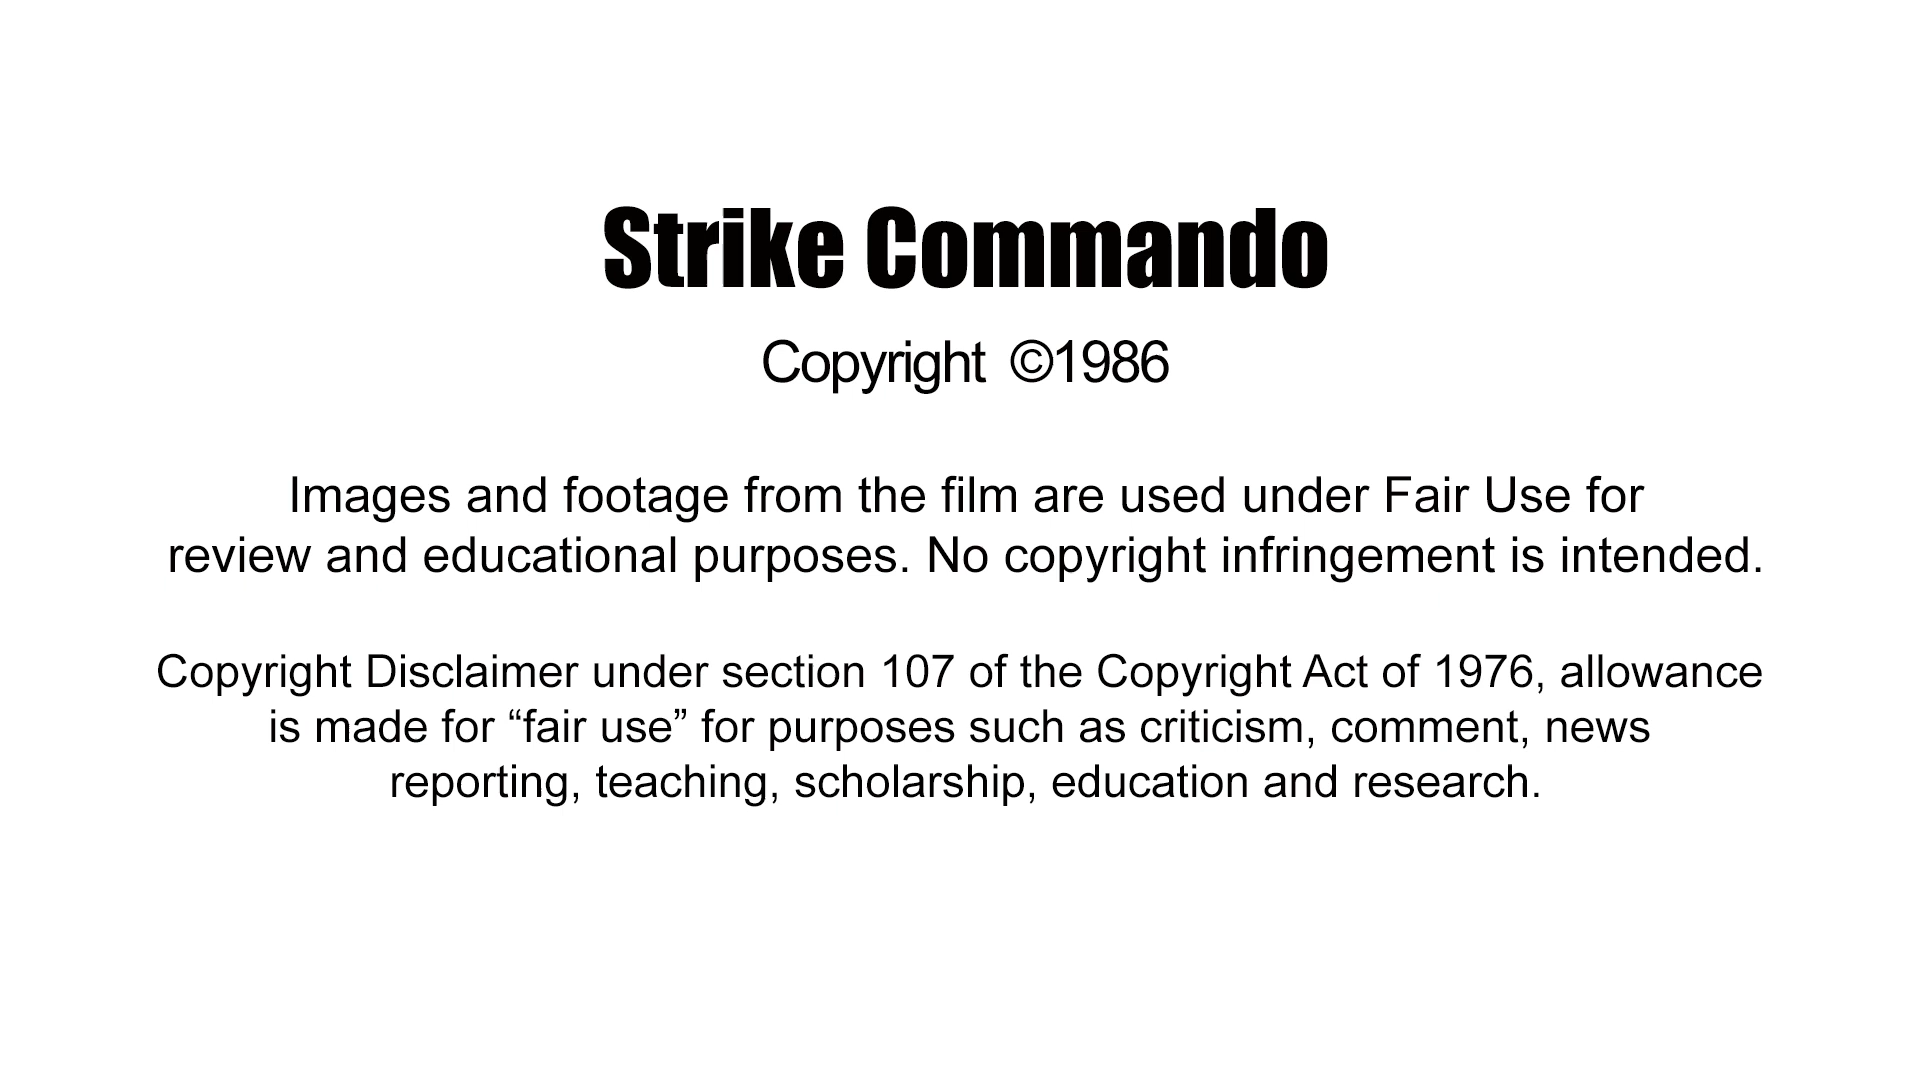 Strike Commando
Copyright ©1986
Images and footage from the film are used under Fair Use for
review and educational purposes. No copyright infringement is intended.
Copyright Disclaimer under section 107 of the Copyright Act of 1976, allowance
is made for “fair use” for purposes such as criticism, comment, news
reporting, teaching, scholarship, education and research.